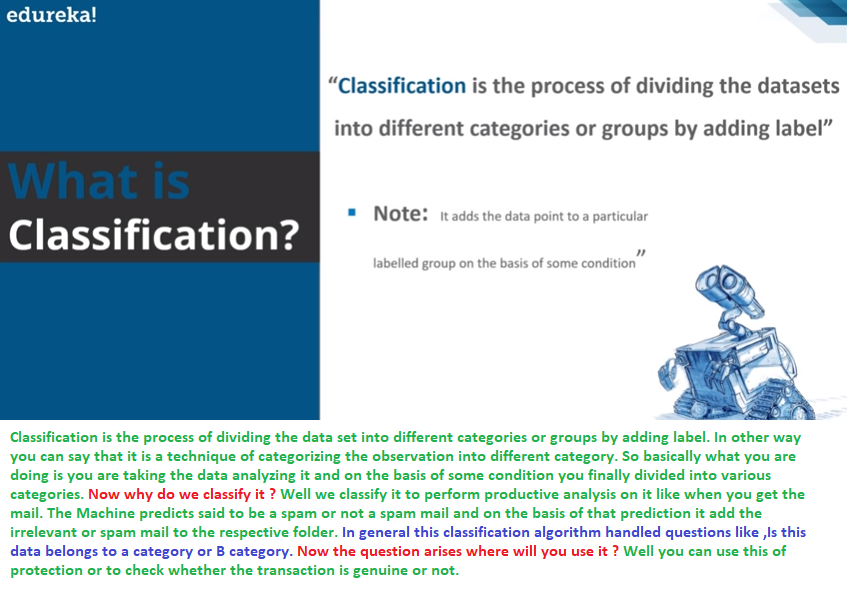 edureka!
"Classification is the process of dividing the datasets
into different categories or groups by adding label"
What is
Classification?
▪ Note: It adds the data point to a particular
labelled group on the basis of some condition"
Classification is the process of dividing the data set into different categories or groups by adding label. In other way
you can say that it is a technique of categorizing the observation into different category. So basically what you are
doing is you are taking the data analyzing it and on the basis of some condition you finally divided into various
categories. Now why do we classify it ? Well we classify it to perform productive analysis on it like when you get the
mail. The Machine predicts said to be a spam or not a spam mail and on the basis of that prediction it add the
irrelevant or spam mail to the respective folder. In general this classification algorithm handled questions like ,Is this
data belongs to a category or B category. Now the question arises where will you use it ? Well you can use this of
protection or to check whether the transaction is genuine or not.